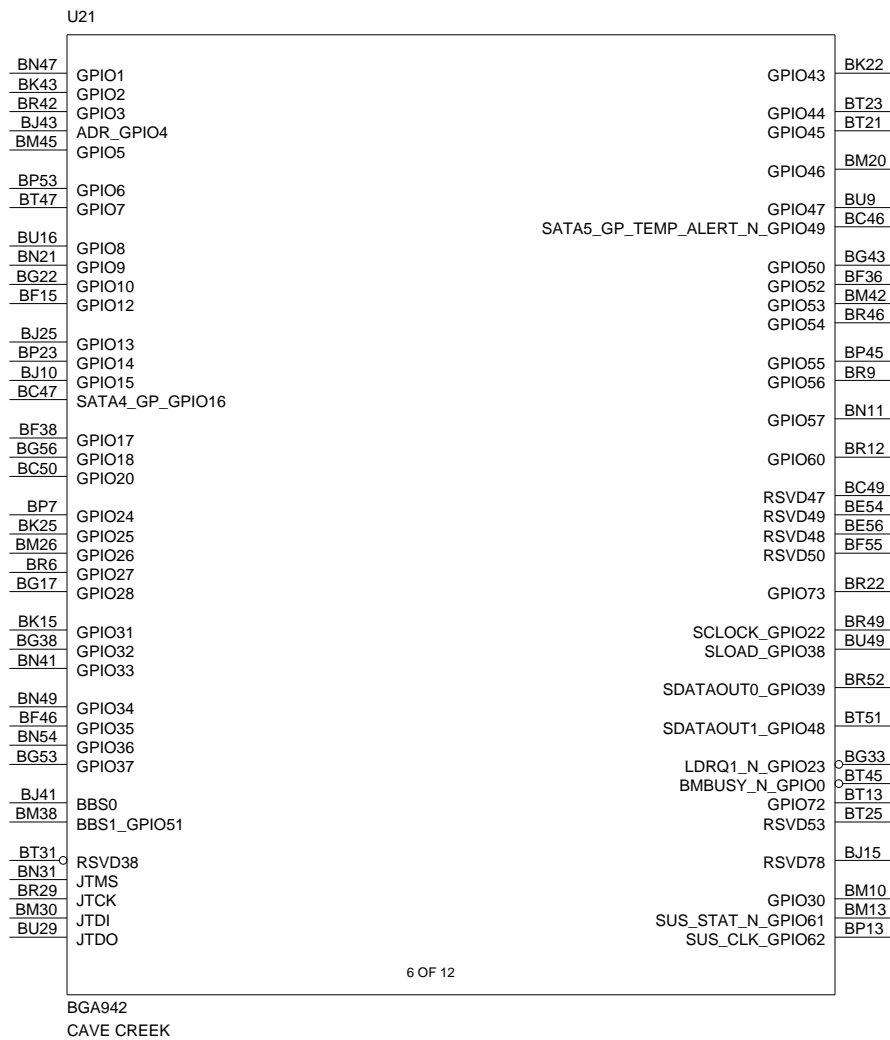 U21
BN47 GPIO1
BK43 GPIO2
BR42 GPIO3
BJ43 ADR_GPIO4
BM45 GPIO5
BP53 GPIO6
BT47 GPIO7
BU16 GPIO8
BN21 GPIO9
BG22 GPIO10
BF15 GPIO12
BJ25 GPIO13
BP23 GPIO14
BJ10 GPIO15
BC47 SATA4_GP_GPIO16
BF38 GPIO17
BG56 GPIO18
BC50 GPIO20
BP7 GPIO24
BK25 GPIO25
BM26 GPIO26
BR6 GPIO27
BG17 GPIO28
BK15 GPIO31
BG38 GPIO32
BN41 GPIO33
BN49 GPIO34
BF46 GPIO35
BN54 GPIO36
BG53 GPIO37
BJ41 BBS0
BM38 BBS1_GPIO51
BT31 RSVD38
BN31 JTMS
BR29 JTCK
BM30 JTDI
BU29 JTDO
GPIO43 BK22
GPIO44 BT23
GPIO45 BT21
GPIO46 BM20
GPIO47 BU9
SATA5_GP_TEMP_ALERT_N_GPIO49 BC46
GPIO50 BG43
GPIO52 BF36
GPIO53 BM42
GPIO54 BR46
GPIO55 BP45
GPIO56 BR9
GPIO57 BN11
GPIO60 BR12
RSVD47 BC49
RSVD49 BE54
RSVD48 BE56
RSVD50 BF55
GPIO73 BR22
SCLOCK_GPIO22 BR49
SLOAD_GPIO38 BU49
SDATAOUT0_GPIO39 BR52
SDATAOUT1_GPIO48 BT51
LDRQ1_N_GPIO23 BG33
BMBUSY_N_GPIO0 BT45
GPIO72 BT13
RSVD53 BT25
RSVD78 BJ15
GPIO30 BM10
SUS_STAT_N_GPIO61 BM13
SUS_CLK_GPIO62 BP13
6 OF 12
BGA942
CAVE CREEK